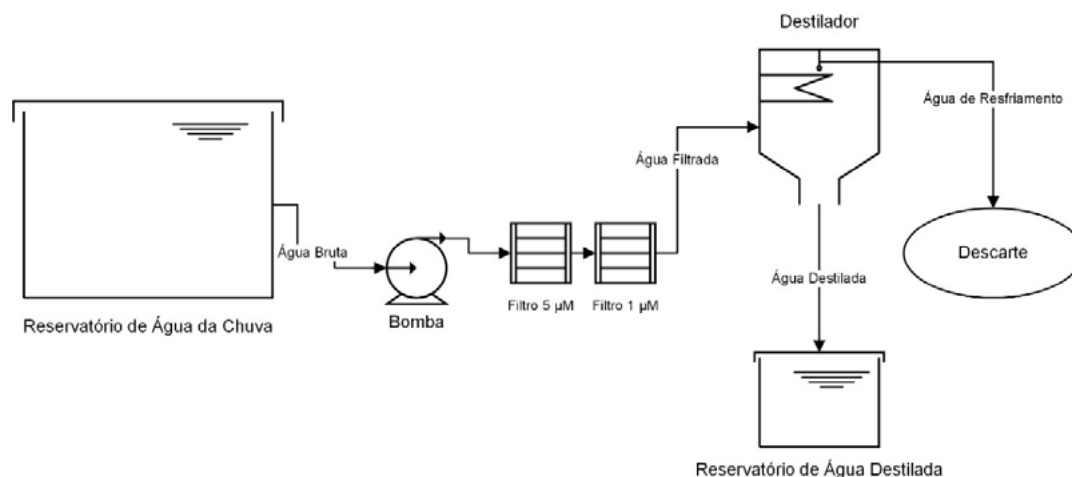 Destilador
Água de Resfriamento
Água Filtrada
Água Bruta
Descarte
Água Destilada
Filtro 5 µM
Filtro 1 µM
Bomba
Reservatório de Água da Chuva
Reservatório de Água Destilada